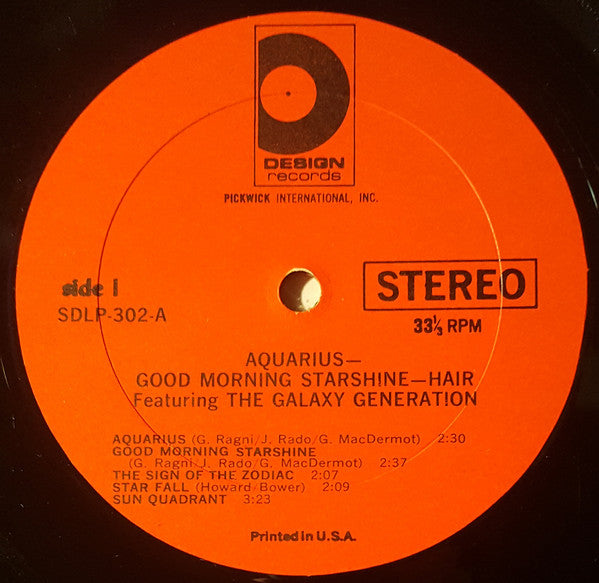 DESIGN
records
PICKWICK INTERNATIONAL, INC.
side 1
SDLP-302-A
STEREO
33⅓ RPM
AQUARIUS—
GOOD MORNING STARSHINE—HAIR
Featuring THE GALAXY GENERATION
AQUARIUS (G. Ragni/J. Rado/G. MacDermot) 2:30
GOOD MORNING STARSHINE
(G. Ragni/J. Rado/G. MacDermot) 2:37
THE SIGN OF THE ZODIAC 2:07
STAR FALL (Howard/Bower) 2:09
SUN QUADRANT 3:23
Printed in U.S.A.